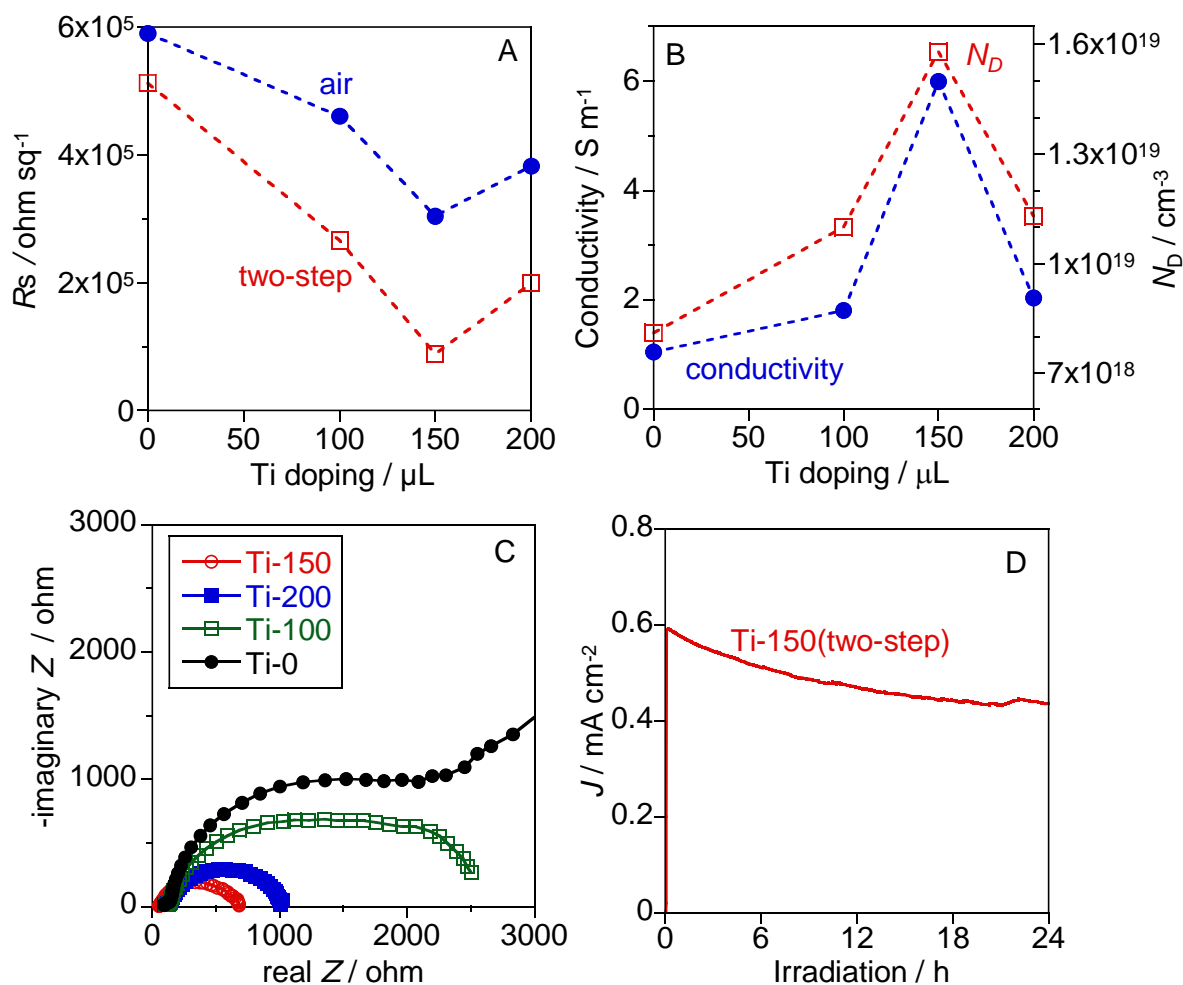 A
6x10⁵
4x10⁵
2x10⁵
0
Rs / ohm sq⁻¹
air
two-step
0 50 100 150 200
Ti doping / µL
B
6
4
2
0
Conductivity / S m⁻¹
N_D
conductivity
1.6x10¹⁹
1.3x10¹⁹
1x10¹⁹
7x10¹⁸
N_D / cm⁻³
0 50 100 150 200
Ti doping / µL
C
3000
2000
1000
0
-imaginary Z / ohm
Ti-150
Ti-200
Ti-100
Ti-0
0 1000 2000 3000
real Z / ohm
D
0.8
0.6
0.4
0.2
0
J / mA cm⁻²
Ti-150(two-step)
0 6 12 18 24
Irradiation / h